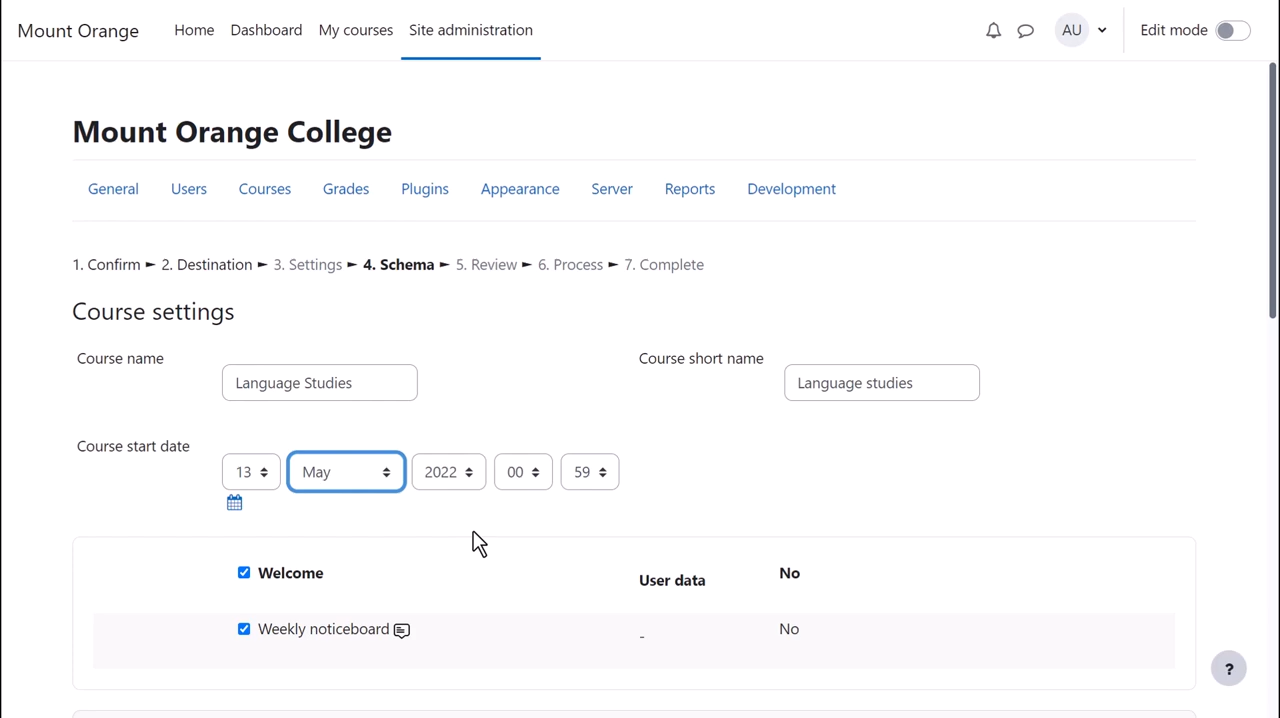 Mount Orange Home Dashboard My courses Site administration AU Edit mode
Mount Orange College
General Users Courses Grades Plugins Appearance Server Reports Development
1. Confirm ► 2. Destination ► 3. Settings ► 4. Schema ► 5. Review ► 6. Process ► 7. Complete
Course settings
Course name Course short name
Language Studies Language studies
Course start date
13 May 2022 00 59
Welcome User data No
Weekly noticeboard - No
?